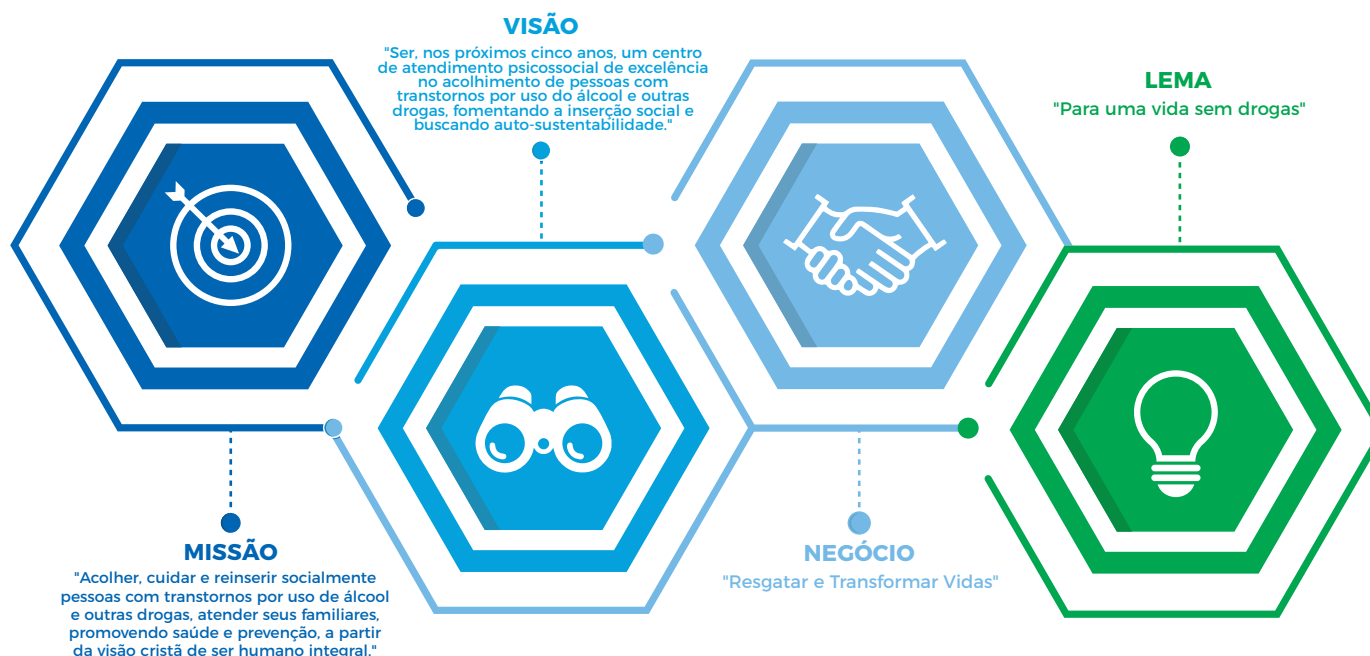 VISÃO
"Ser, nos próximos cinco anos, um centro
de atendimento psicossocial de excelência
no acolhimento de pessoas com
transtornos por uso do álcool e outras
drogas, fomentando a inserção social e
buscando auto-sustentabilidade."
LEMA
"Para uma vida sem drogas"
MISSÃO
"Acolher, cuidar e reinserir socialmente
pessoas com transtornos por uso de álcool
e outras drogas, atender seus familiares,
promovendo saúde e prevenção, a partir
da visão cristã de ser humano integral."
NEGÓCIO
"Resgatar e Transformar Vidas"